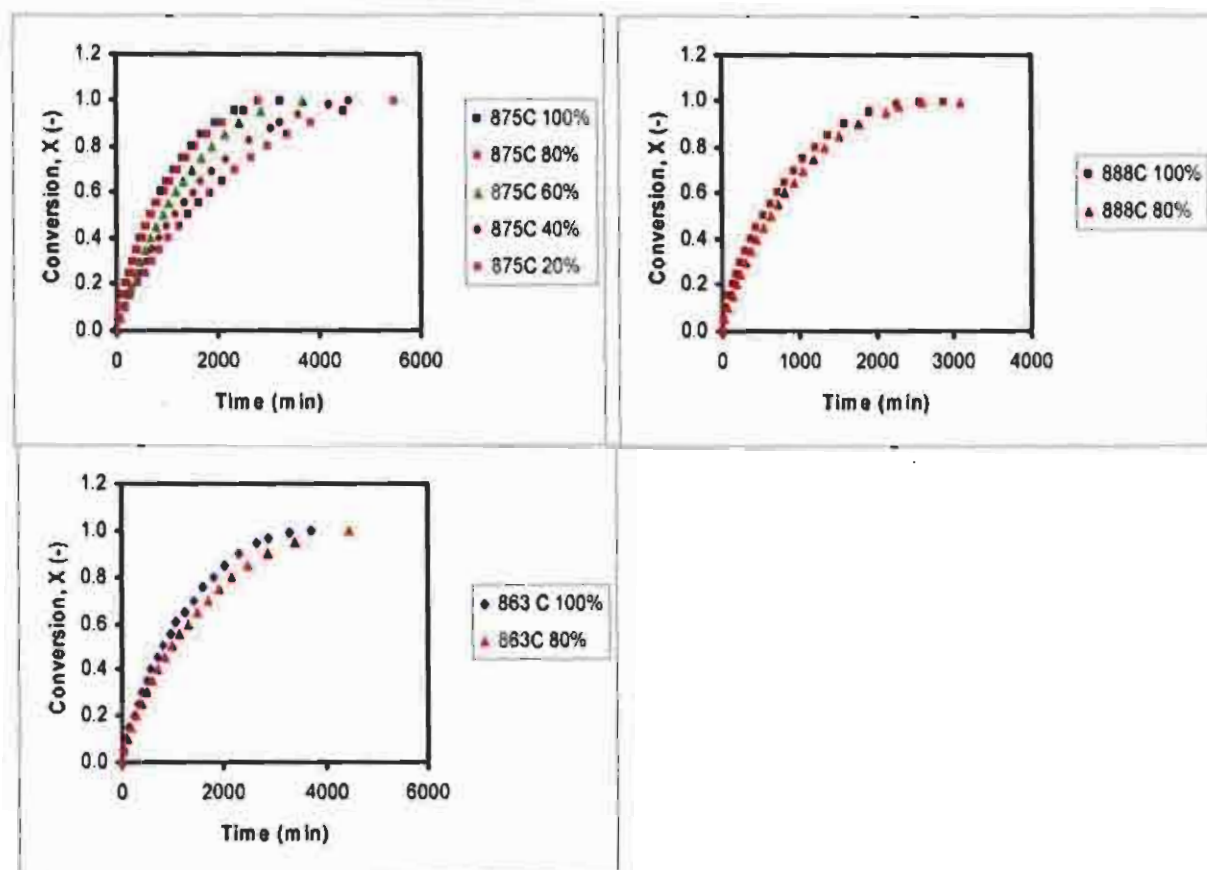 1.2
1.0
0.8
0.6
0.4
0.2
0.0
Conversion, X (-)
0 2000 4000 6000
Time (min)
875C 100%
875C 80%
875C 60%
875C 40%
875C 20%
1.2
1.0
0.8
0.6
0.4
0.2
0.0
Conversion, X (-)
0 1000 2000 3000 4000
Time (min)
888C 100%
888C 80%
1.2
1.0
0.8
0.6
0.4
0.2
0.0
Conversion, X (-)
0 2000 4000 6000
Time (min)
863 C 100%
863C 80%